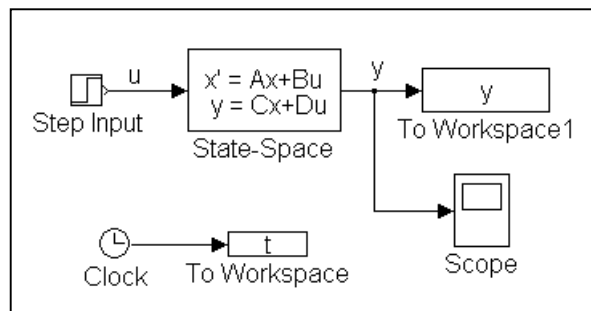 u
Step Input
x' = Ax+Bu
y = Cx+Du
State-Space
y
y
To Workspace1
Scope
Clock
t
To Workspace